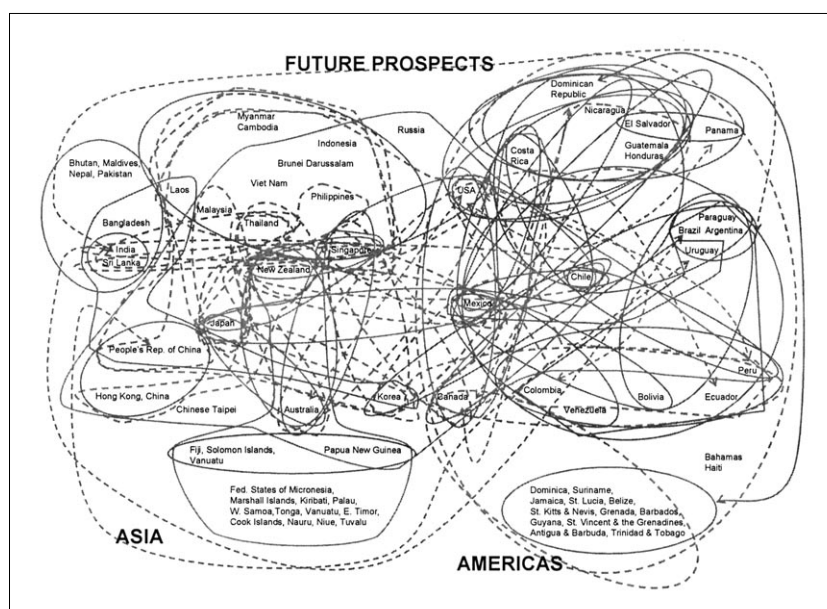 FUTURE PROSPECTS
Dominican
Republic
Nicaragua
El Salvador
Panama
Guatemala
Honduras
Costa
Rica
Myanmar
Cambodia
Russia
Indonesia
Brunei Darussalam
Viet Nam
Philippines
Bhutan, Maldives,
Nepal, Pakistan
Laos
Malaysia
Thailand
Bangladesh
India
Sri Lanka
Singapore
New Zealand
USA
Paraguay
Brazil Argentina
Uruguay
Chile
Mexico
Japan
People's Rep. of China
Hong Kong, China
Chinese Taipei
Australia
Korea
Canada
Colombia
Venezuela
Bolivia
Peru
Ecuador
Fiji, Solomon Islands,
Vanuatu
Papua New Guinea
Bahamas
Haiti
Fed. States of Micronesia,
Marshall Islands, Kiribati, Palau,
W. Samoa,Tonga, Vanuatu, E. Timor,
Cook Islands, Nauru, Niue, Tuvalu
Dominica, Suriname,
Jamaica, St. Lucia, Belize,
St. Kitts & Nevis, Grenada, Barbados,
Guyana, St. Vincent & the Grenadines,
Antigua & Barbuda, Trinidad & Tobago
ASIA
AMERICAS